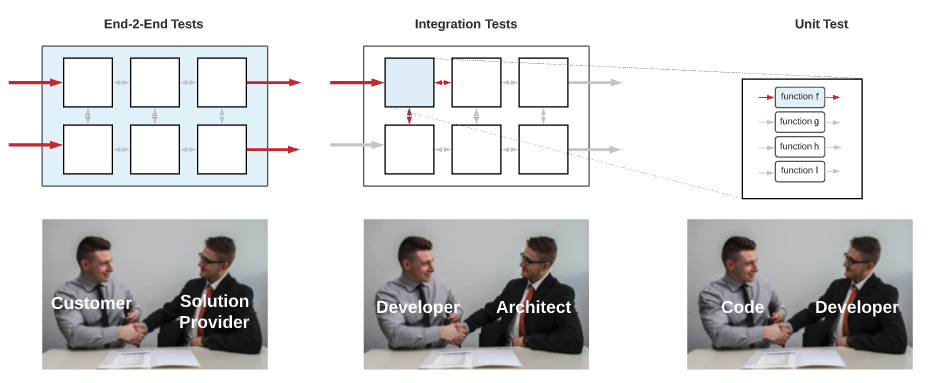 End-2-End Tests
Integration Tests
Unit Test
function f
function g
function h
function I
Customer
Solution
Provider
Developer
Architect
Code
Developer